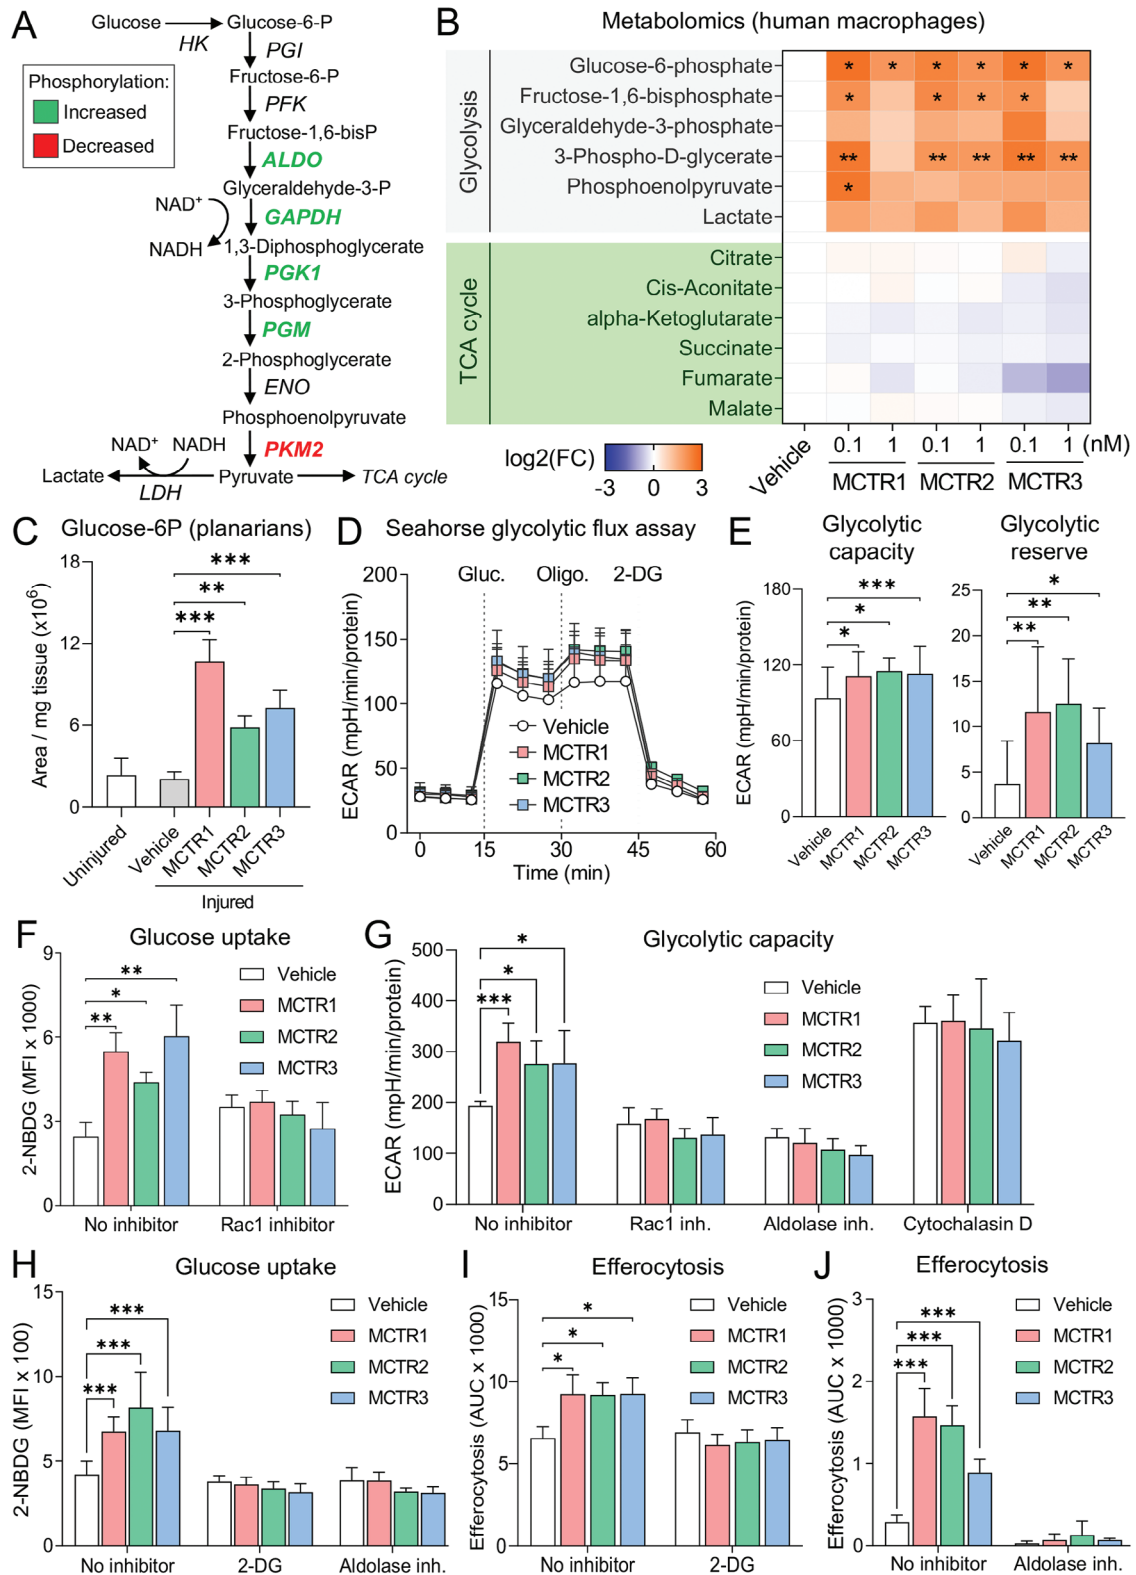 A
Glucose
Glucose-6-P
HK
PGI
Phosphorylation:
Increased
Decreased
Fructose-6-P
PFK
Fructose-1,6-bisP
ALDO
Glyceraldehyde-3-P
NAD+
GAPDH
NADH
1,3-Diphosphoglycerate
PGK1
3-Phosphoglycerate
PGM
2-Phosphoglycerate
ENO
Phosphoenolpyruvate
NAD+
NADH
PKM2
Lactate
Pyruvate
TCA cycle
LDH
B
Metabolomics (human macrophages)
Glycolysis
Glucose-6-phosphate
* * * * * *
Fructose-1,6-bisphosphate
* * * *
Glyceraldehyde-3-phosphate
3-Phospho-D-glycerate
** ** ** ** **
Phosphoenolpyruvate
*
Lactate
TCA cycle
Citrate
Cis-Aconitate
alpha-Ketoglutarate
Succinate
Fumarate
Malate
log2(FC)
-3 0 3
Vehicle
0.1 1 0.1 1 0.1 1 (nM)
MCTR1 MCTR2 MCTR3
C
Glucose-6P (planarians)
Area / mg tissue (x10⁶)
18
12
6
0
***
**
***
Uninjured
Vehicle
MCTR1
MCTR2
MCTR3
Injured
D
Seahorse glycolytic flux assay
Gluc. Oligo. 2-DG
ECAR (mpH/min/protein)
200
150
100
50
0
Vehicle
MCTR1
MCTR2
MCTR3
0 15 30 45 60
Time (min)
E
Glycolytic
capacity
ECAR (mpH/min/protein)
180
120
60
0
***
*
*
Vehicle
MCTR1
MCTR2
MCTR3
Glycolytic
reserve
25
20
15
10
5
0
*
**
**
Vehicle
MCTR1
MCTR2
MCTR3
F
Glucose uptake
2-NBDG (MFI x 1000)
9
6
3
0
**
*
**
Vehicle
MCTR1
MCTR2
MCTR3
No inhibitor
Rac1 inhibitor
G
Glycolytic capacity
ECAR (mpH/min/protein)
500
400
300
200
100
0
*
*
***
Vehicle
MCTR1
MCTR2
MCTR3
No inhibitor
Rac1 inh.
Aldolase inh.
Cytochalasin D
H
Glucose uptake
2-NBDG (MFI x 100)
15
10
5
0
***
***
***
Vehicle
MCTR1
MCTR2
MCTR3
No inhibitor
2-DG
Aldolase inh.
I
Efferocytosis
Efferocytosis (AUC x 1000)
15
10
5
0
*
*
*
Vehicle
MCTR1
MCTR2
MCTR3
No inhibitor
2-DG
J
Efferocytosis
Efferocytosis (AUC x 1000)
3
2
1
0
***
***
***
Vehicle
MCTR1
MCTR2
MCTR3
No inhibitor
Aldolase inh.